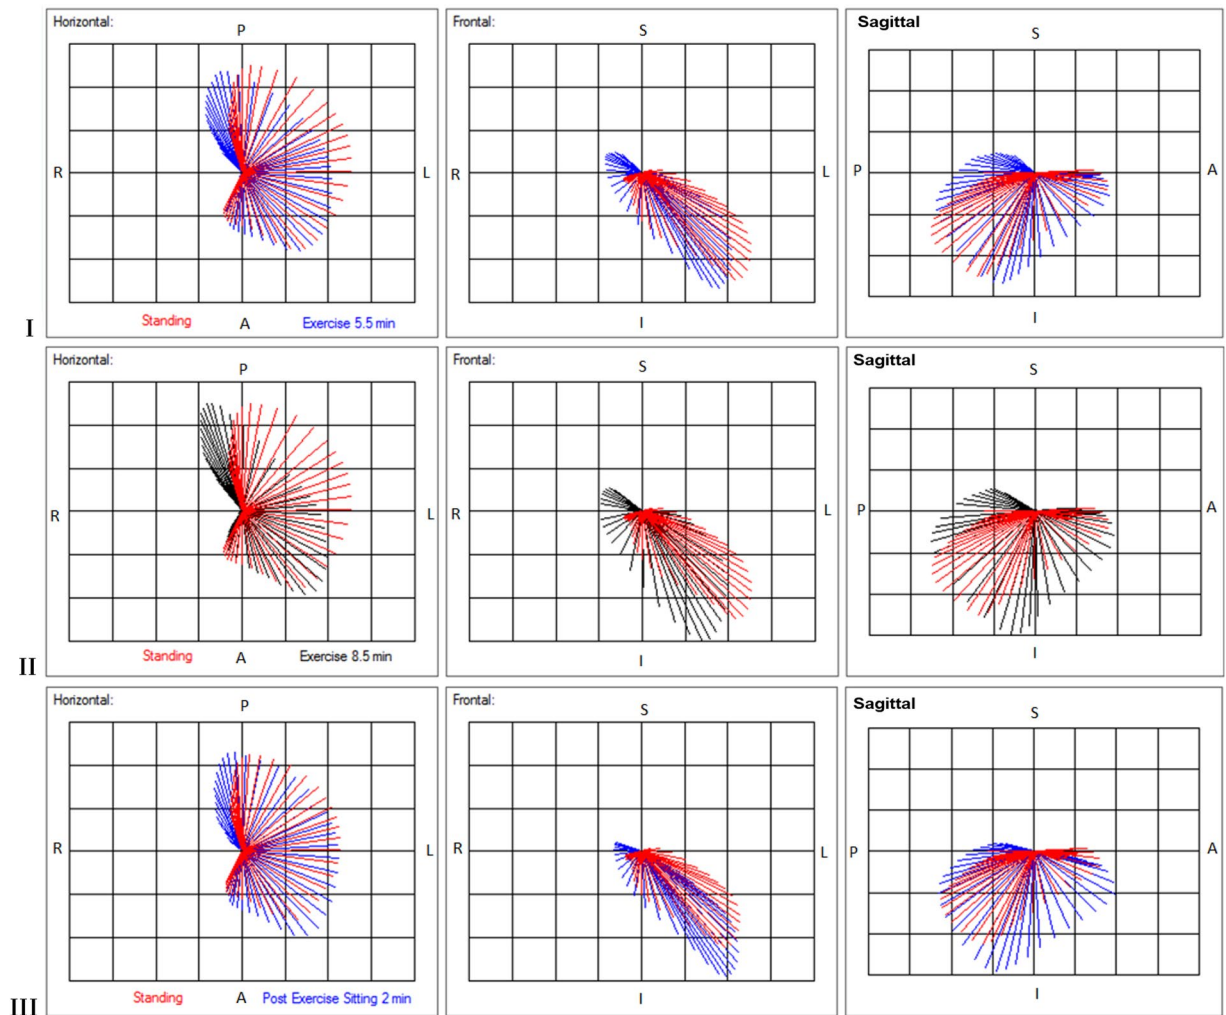 Horizontal:
P
R
L
Standing
A
Exercise 5.5 min
Frontal:
S
R
L
I
Sagittal
S
P
A
I
I
Horizontal:
P
R
L
Standing
A
Exercise 8.5 min
Frontal:
S
R
L
I
Sagittal
S
P
A
I
II
Horizontal:
P
R
L
Standing
A
Post Exercise Sitting 2 min
Frontal:
S
R
L
I
Sagittal
S
P
A
I
III